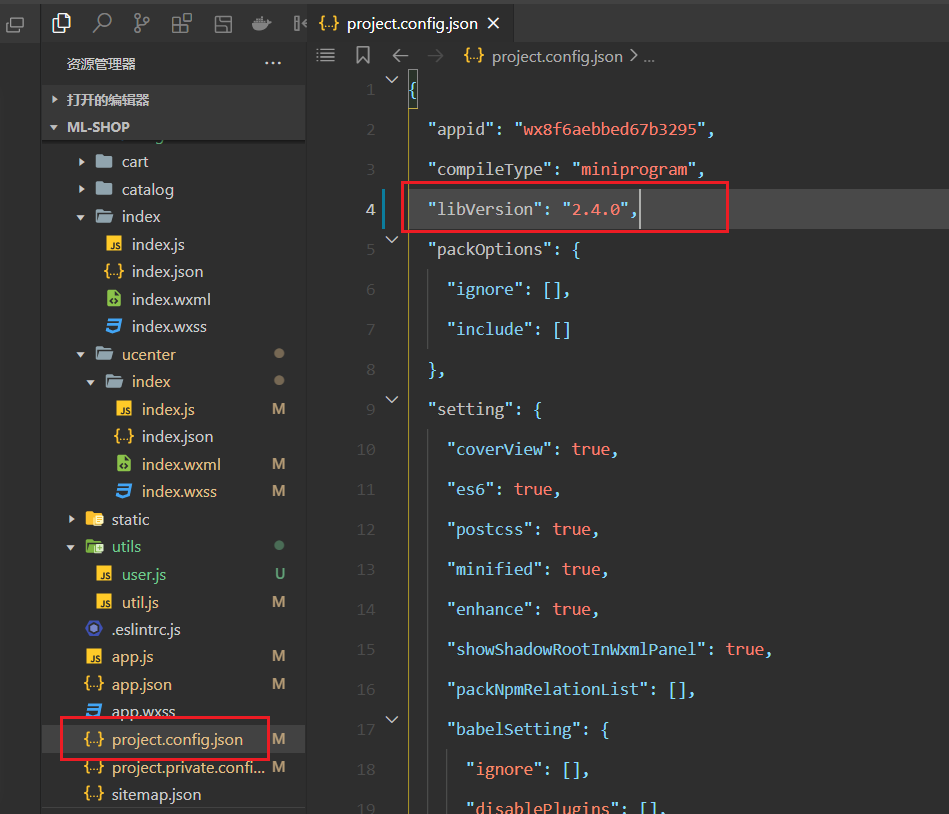 project.config.json
资源管理器
打开的编辑器
ML-SHOP
cart
catalog
index
index.js
index.json
index.wxml
index.wxss
ucenter
index
index.js M
index.json
index.wxml M
index.wxss M
static
utils
user.js U
util.js M
.eslintrc.js
app.js M
app.json M
app.wxss
project.config.json M
project.private.confi... M
sitemap.json
project.config.json > ...
1 {
2 "appid": "wx8f6aebbed67b3295",
3 "compileType": "miniprogram",
4 "libVersion": "2.4.0",
5 "packOptions": {
6 "ignore": [],
7 "include": []
8 },
9 "setting": {
10 "coverView": true,
11 "es6": true,
12 "postcss": true,
13 "minified": true,
14 "enhance": true,
15 "showShadowRootInWxmlPanel": true,
16 "packNpmRelationList": [],
17 "babelSetting": {
18 "ignore": [],
19 "disablePlugins": [],